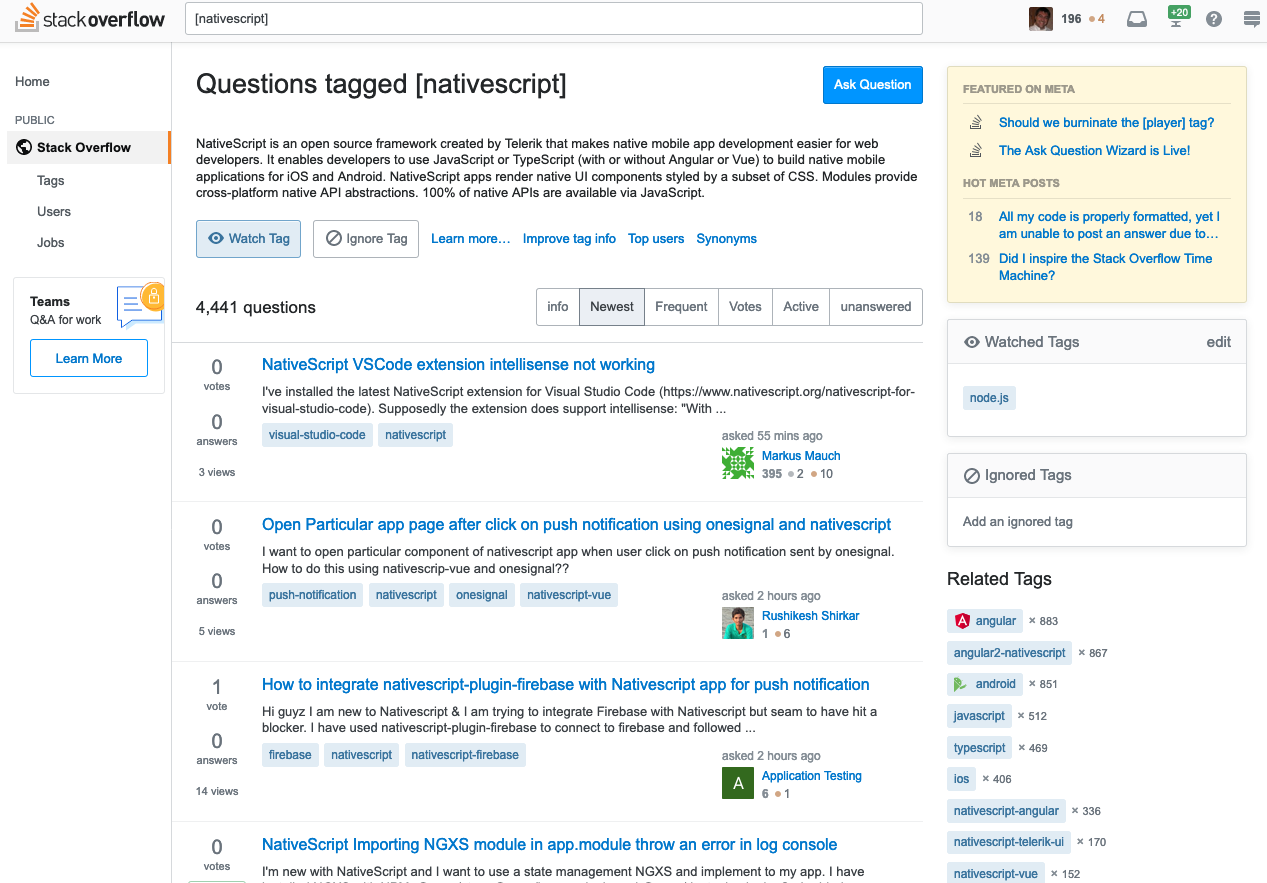 stackoverflow
[nativescript]
196 4
+20
?
Home
PUBLIC
Stack Overflow
Tags
Users
Jobs
Teams
Q&A for work
Learn More
Questions tagged [nativescript]
Ask Question
NativeScript is an open source framework created by Telerik that makes native mobile app development easier for web
developers. It enables developers to use JavaScript or TypeScript (with or without Angular or Vue) to build native mobile
applications for iOS and Android. NativeScript apps render native UI components styled by a subset of CSS. Modules provide
cross-platform native API abstractions. 100% of native APIs are available via JavaScript.
Watch Tag Ignore Tag Learn more… Improve tag info Top users Synonyms
4,441 questions
info Newest Frequent Votes Active unanswered
0
votes
0
answers
3 views
NativeScript VSCode extension intellisense not working
I've installed the latest NativeScript extension for Visual Studio Code (https://www.nativescript.org/nativescript-for-
visual-studio-code). Supposedly the extension does support intellisense: "With ...
visual-studio-code nativescript
asked 55 mins ago
Markus Mauch
395 2 10
0
votes
0
answers
5 views
Open Particular app page after click on push notification using onesignal and nativescript
I want to open particular component of nativescript app when user click on push notification sent by onesignal.
How to do this using nativescrip-vue and onesignal??
push-notification nativescript onesignal nativescript-vue
asked 2 hours ago
Rushikesh Shirkar
1 6
1
vote
0
answers
14 views
How to integrate nativescript-plugin-firebase with Nativescript app for push notification
Hi guyz I am new to Nativescript & I am trying to integrate Firebase with Nativescript but seam to have hit a
blocker. I have used nativescript-plugin-firebase to connect to firebase and followed ...
firebase nativescript nativescript-firebase
asked 2 hours ago
A
Application Testing
6 1
0
votes
NativeScript Importing NGXS module in app.module throw an error in log console
I'm new with NativeScript and I want to use a state management NGXS and implement to my app. I have
FEATURED ON META
Should we burninate the [player] tag?
The Ask Question Wizard is Live!
HOT META POSTS
18 All my code is properly formatted, yet I
am unable to post an answer due to…
139 Did I inspire the Stack Overflow Time
Machine?
Watched Tags edit
node.js
Ignored Tags
Add an ignored tag
Related Tags
angular × 883
angular2-nativescript × 867
android × 851
javascript × 512
typescript × 469
ios × 406
nativescript-angular × 336
nativescript-telerik-ui × 170
nativescript-vue × 152